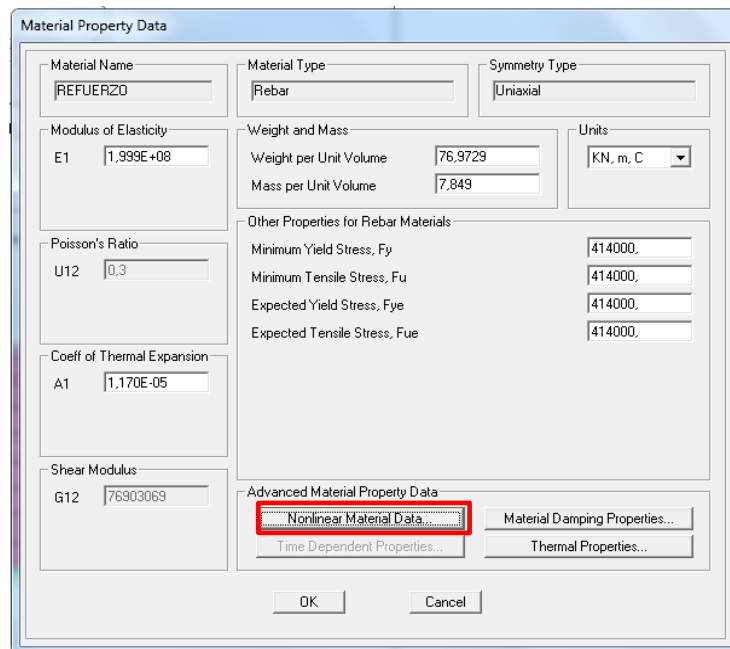 Material Property Data
Material Name
REFUERZO
Material Type
Rebar
Symmetry Type
Uniaxial
Modulus of Elasticity
E1 1,999E+08
Weight and Mass
Weight per Unit Volume 76,9729
Mass per Unit Volume 7,849
Units
KN, m, C
Poisson's Ratio
U12 0,3
Other Properties for Rebar Materials
Minimum Yield Stress, Fy 414000,
Minimum Tensile Stress, Fu 414000,
Expected Yield Stress, Fye 414000,
Expected Tensile Stress, Fue 414000,
Coeff of Thermal Expansion
A1 1,170E-05
Shear Modulus
G12 76903069
Advanced Material Property Data
Nonlinear Material Data... Material Damping Properties...
Time Dependent Properties... Thermal Properties...
OK Cancel